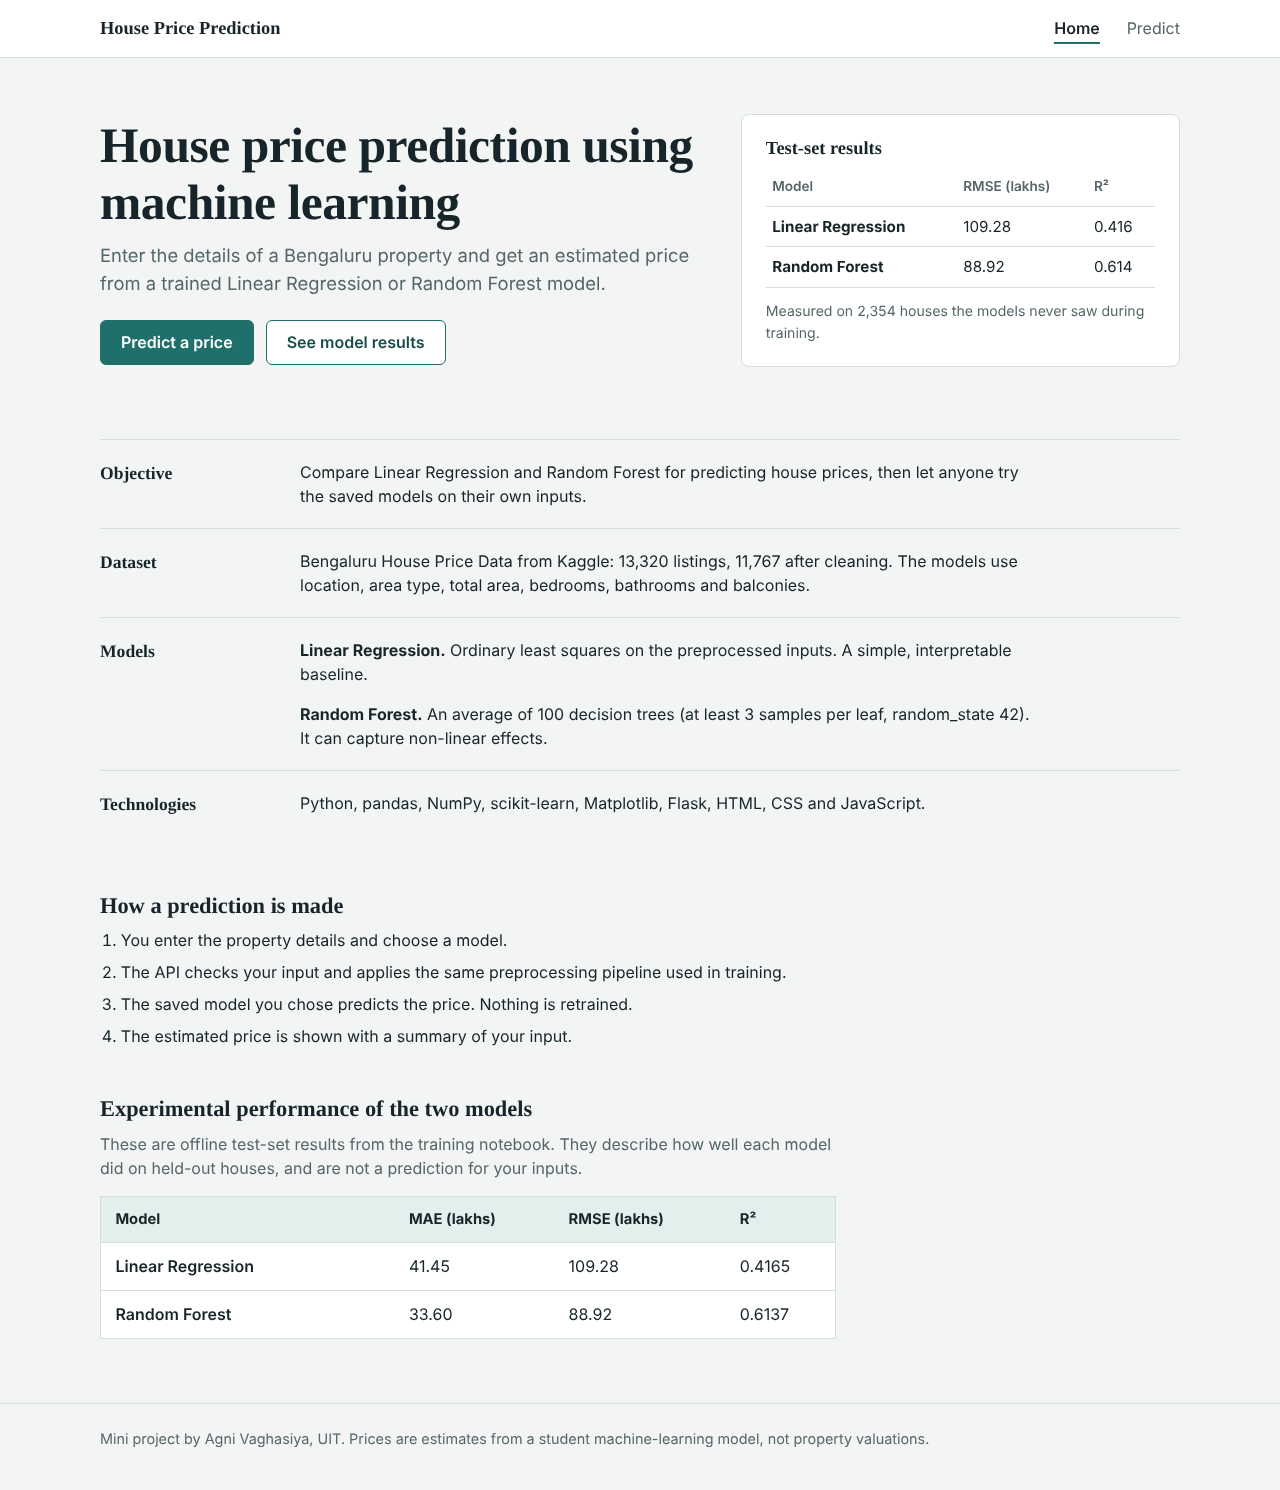 House Price Prediction
Home Predict
House price prediction using
machine learning
Enter the details of a Bengaluru property and get an estimated price
from a trained Linear Regression or Random Forest model.
Predict a price See model results
Test-set results
Model RMSE (lakhs) R²
Linear Regression 109.28 0.416
Random Forest 88.92 0.614
Measured on 2,354 houses the models never saw during
training.
Objective
Compare Linear Regression and Random Forest for predicting house prices, then let anyone try
the saved models on their own inputs.
Dataset
Bengaluru House Price Data from Kaggle: 13,320 listings, 11,767 after cleaning. The models use
location, area type, total area, bedrooms, bathrooms and balconies.
Models
Linear Regression. Ordinary least squares on the preprocessed inputs. A simple, interpretable
baseline.
Random Forest. An average of 100 decision trees (at least 3 samples per leaf, random_state 42).
It can capture non-linear effects.
Technologies
Python, pandas, NumPy, scikit-learn, Matplotlib, Flask, HTML, CSS and JavaScript.
How a prediction is made
1. You enter the property details and choose a model.
2. The API checks your input and applies the same preprocessing pipeline used in training.
3. The saved model you chose predicts the price. Nothing is retrained.
4. The estimated price is shown with a summary of your input.
Experimental performance of the two models
These are offline test-set results from the training notebook. They describe how well each model
did on held-out houses, and are not a prediction for your inputs.
Model MAE (lakhs) RMSE (lakhs) R²
Linear Regression 41.45 109.28 0.4165
Random Forest 33.60 88.92 0.6137
Mini project by Agni Vaghasiya, UIT. Prices are estimates from a student machine-learning model, not property valuations.